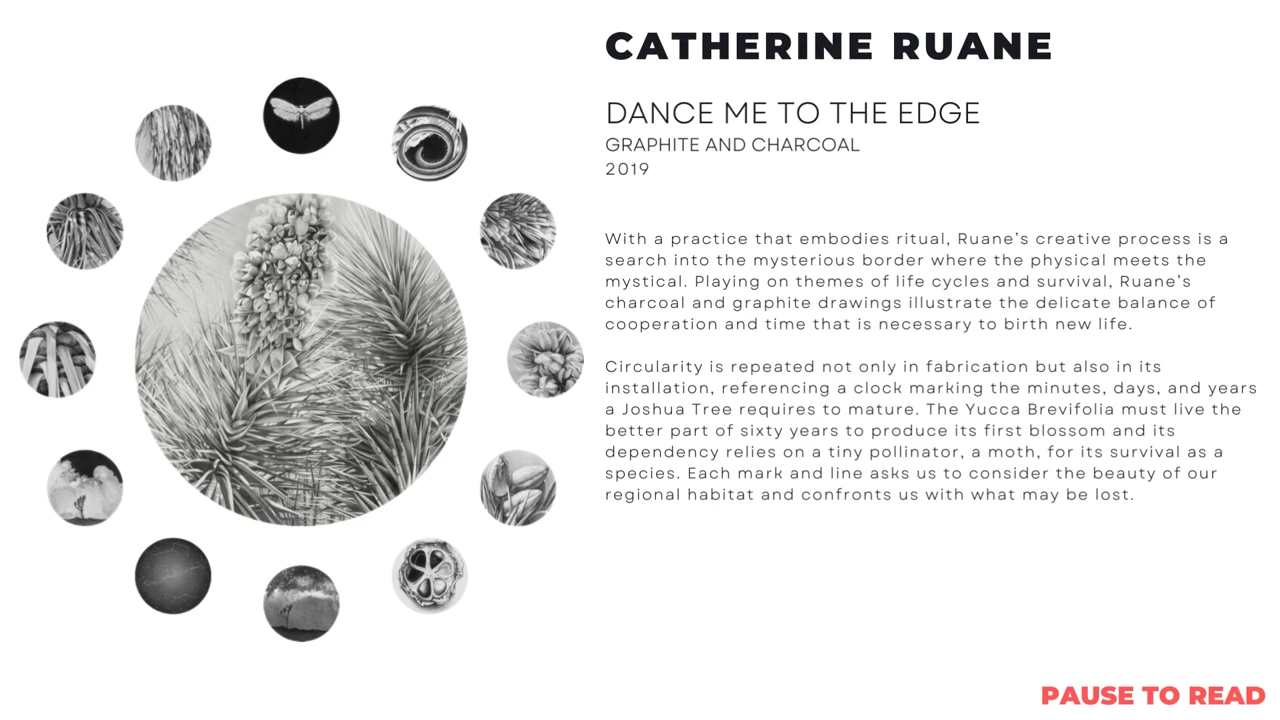 CATHERINE RUANE
DANCE ME TO THE EDGE
GRAPHITE AND CHARCOAL
2019
With a practice that embodies ritual, Ruane's creative process is a
search into the mysterious border where the physical meets the
mystical. Playing on themes of life cycles and survival, Ruane's
charcoal and graphite drawings illustrate the delicate balance of
cooperation and time that is necessary to birth new life.
Circularity is repeated not only in fabrication but also in its
installation, referencing a clock marking the minutes, days, and years
a Joshua Tree requires to mature. The Yucca Brevifolia must live the
better part of sixty years to produce its first blossom and its
dependency relies on a tiny pollinator, a moth, for its survival as a
species. Each mark and line asks us to consider the beauty of our
regional habitat and confronts us with what may be lost.
PAUSE TO READ